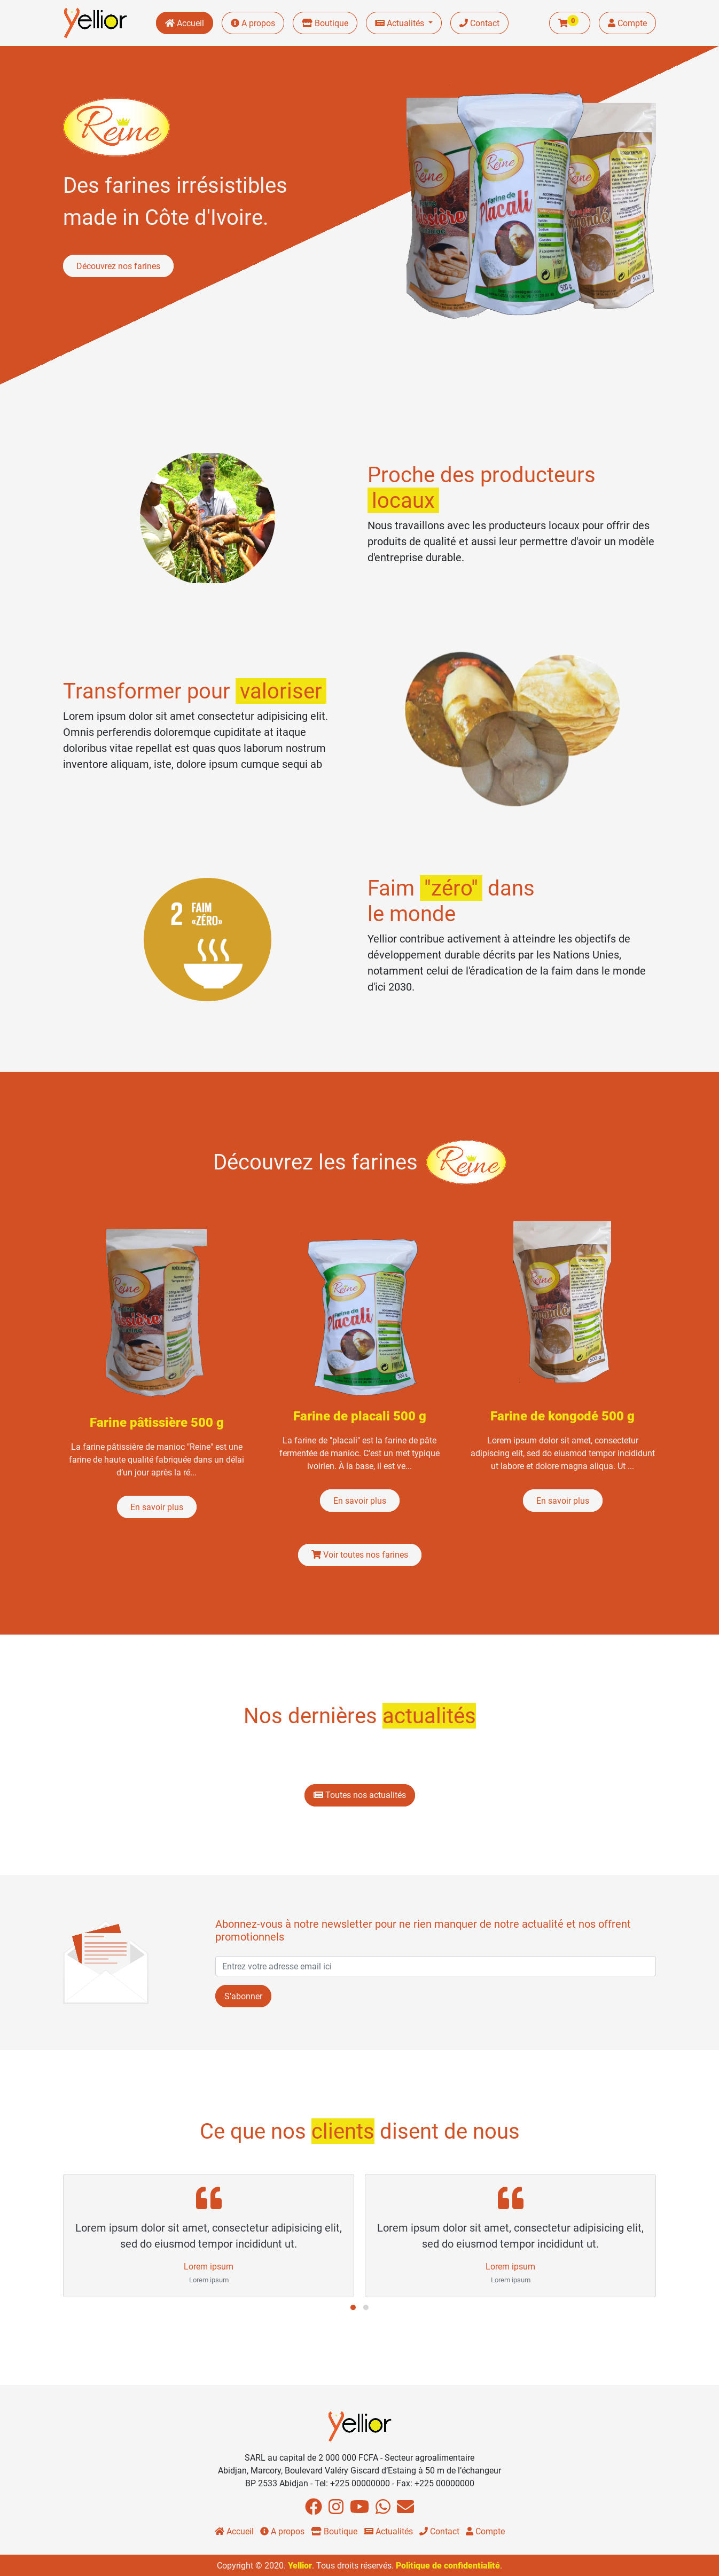 Yellior
Accueil
A propos
Boutique
Actualités
Contact
0
Compte
Reine
Des farines irrésistibles
made in Côte d'Ivoire.
Découvrez nos farines
Reine
Farine de
Placali
500 g
500 g
Proche des producteurs
locaux
Nous travaillons avec les producteurs locaux pour offrir des
produits de qualité et aussi leur permettre d'avoir un modèle
d'entreprise durable.
Transformer pour valoriser
Lorem ipsum dolor sit amet consectetur adipisicing elit.
Omnis perferendis doloremque cupiditate at itaque
doloribus vitae repellat est quas quos laborum nostrum
inventore aliquam, iste, dolore ipsum cumque sequi ab
2 FAIM
«ZÉRO»
Faim "zéro" dans
le monde
Yellior contribue activement à atteindre les objectifs de
développement durable décrits par les Nations Unies,
notamment celui de l'éradication de la faim dans le monde
d'ici 2030.
Découvrez les farines Reine
Reine
Reine
Farine de
Placali
Reine
Farine pâtissière 500 g
La farine pâtissière de manioc "Reine" est une
farine de haute qualité fabriquée dans un délai
d'un jour après la ré...
En savoir plus
Farine de placali 500 g
La farine de "placali" est la farine de pâte
fermentée de manioc. C'est un met typique
ivoirien. À la base, il est ve...
En savoir plus
Farine de kongodé 500 g
Lorem ipsum dolor sit amet, consectetur
adipiscing elit, sed do eiusmod tempor incididunt
ut labore et dolore magna aliqua. Ut ...
En savoir plus
Voir toutes nos farines
Nos dernières actualités
Toutes nos actualités
Abonnez-vous à notre newsletter pour ne rien manquer de notre actualité et nos offrent
promotionnels
Entrez votre adresse email ici
S'abonner
Ce que nos clients disent de nous
Lorem ipsum dolor sit amet, consectetur adipisicing elit,
sed do eiusmod tempor incididunt ut.
Lorem ipsum
Lorem ipsum
Lorem ipsum dolor sit amet, consectetur adipisicing elit,
sed do eiusmod tempor incididunt ut.
Lorem ipsum
Lorem ipsum
Yellior
SARL au capital de 2 000 000 FCFA - Secteur agroalimentaire
Abidjan, Marcory, Boulevard Valéry Giscard d'Estaing à 50 m de l'échangeur
BP 2533 Abidjan - Tel: +225 00000000 - Fax: +225 00000000
Accueil A propos Boutique Actualités Contact Compte
Copyright © 2020. Yellior. Tous droits réservés. Politique de confidentialité.